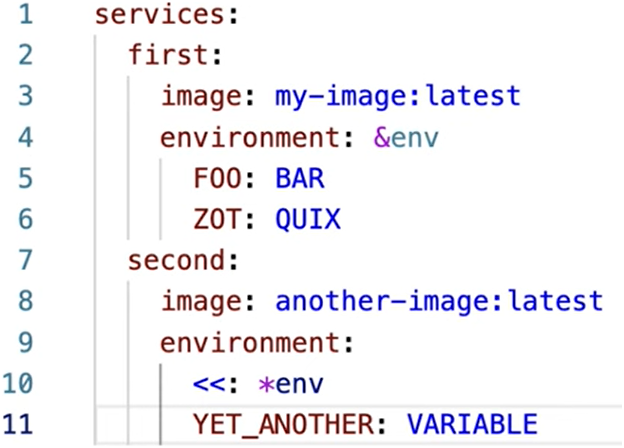 1 services:
2   first:
3     image: my-image:latest
4     environment: &env
5       FOO: BAR
6       ZOT: QUIX
7   second:
8     image: another-image:latest
9     environment:
10       <<: *env
11       YET_ANOTHER: VARIABLE